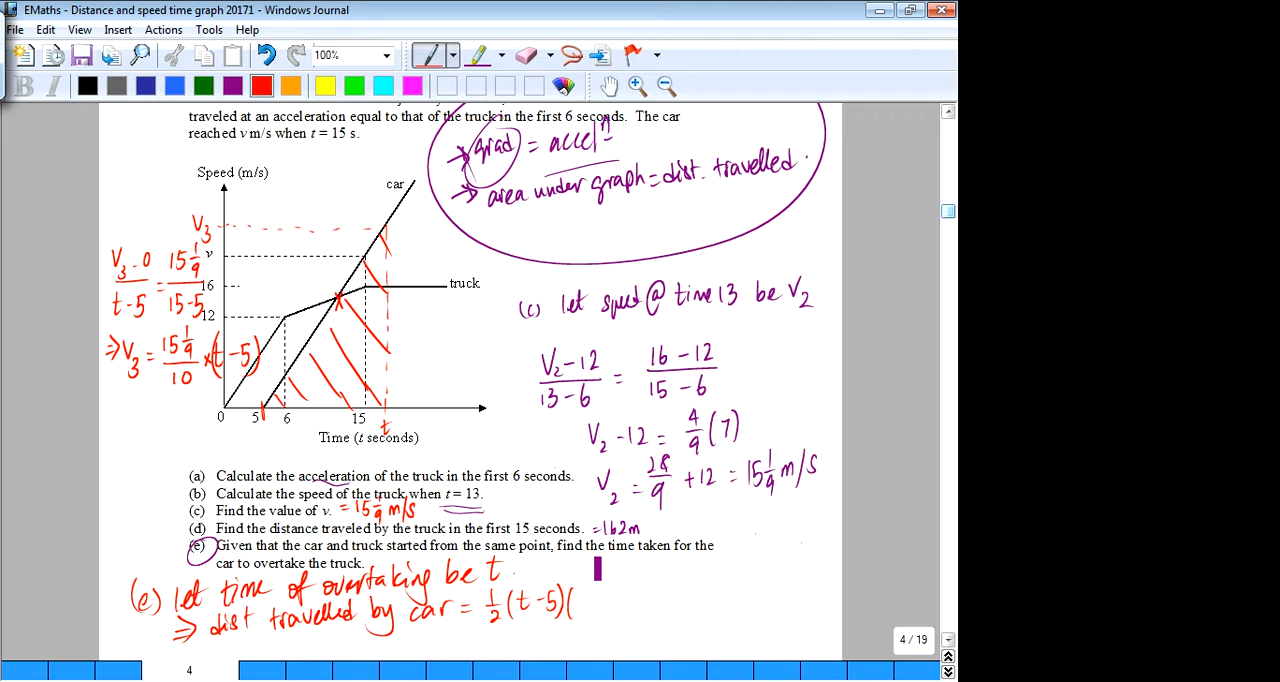 EMaths - Distance and speed time graph 20171 - Windows Journal
File Edit View Insert Actions Tools Help
100%
B I
traveled at an acceleration equal to that of the truck in the first 6 seconds. The car
reached v m/s when t = 15 s.
→ grad = accelⁿ
→ area under graph = dist. travelled.
Speed (m/s)
car
V₃
v
16
truck
12
0 5 6 15 t
Time (t seconds)
V₃-0/t-5 = 15 1/9/15-5
⇒ V₃ = 15 1/9/10 × (t-5)
(c) let speed @ time 13 be V₂
V₂-12/13-6 = 16-12/15-6
V₂-12 = 4/9 (7)
V₂ = 28/9 + 12 = 15 1/9 m/s
(a) Calculate the acceleration of the truck in the first 6 seconds.
(b) Calculate the speed of the truck when t = 13.
(c) Find the value of v. = 15 1/9 m/s
(d) Find the distance traveled by the truck in the first 15 seconds. = 162m
(e) Given that the car and truck started from the same point, find the time taken for the
car to overtake the truck.
(e) let time of overtaking be t.
⇒ dist travelled by car = 1/2 (t-5)(
4 / 19
4